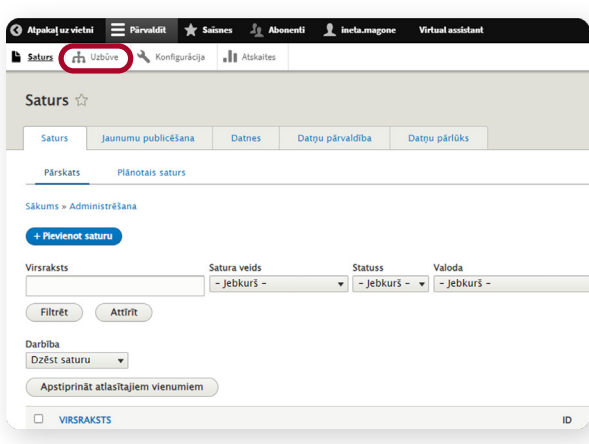 Atpakaļ uz vietni Pārvaldīt Saīsnes Abonenti ineta.magone Virtual assistant
Saturs Uzbūve Konfigurācija Atskaites
Saturs
Saturs Jaunumu publicēšana Datnes Datņu pārvaldība Datņu pārlūks
Pārskats Plānotais saturs
Sākums » Administrēšana
+ Pievienot saturu
Virsraksts Satura veids Statuss Valoda
- Jebkurš - - Jebkurš - - Jebkurš -
Filtrēt Attīrīt
Darbība
Dzēst saturu
Apstiprināt atlasītajiem vienumiem
VIRSRAKSTS ID